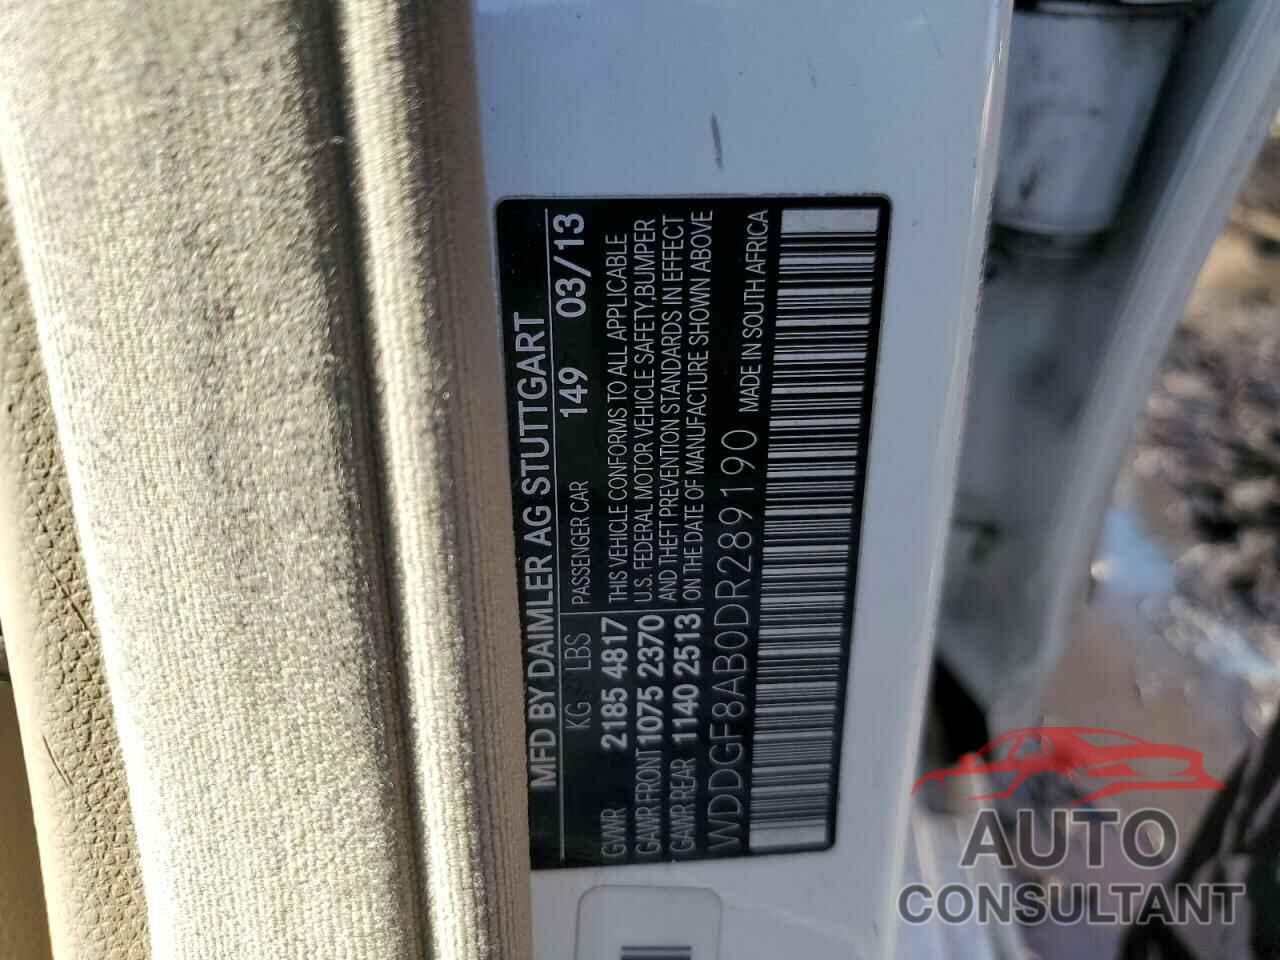 MFD BY DAIMLER AG STUTTGART
KG LBS PASSENGER CAR 149 03/13
GVWR 2185 4817
GAWR FRONT 1075 2370
GAWR REAR 1140 2513
THIS VEHICLE CONFORMS TO ALL APPLICABLE
U.S. FEDERAL MOTOR VEHICLE SAFETY,BUMPER
AND THEFT PREVENTION STANDARDS IN EFFECT
ON THE DATE OF MANUFACTURE SHOWN ABOVE
WDDGF8AB0DR289190 MADE IN SOUTH AFRICA
AUTO
CONSULTANT